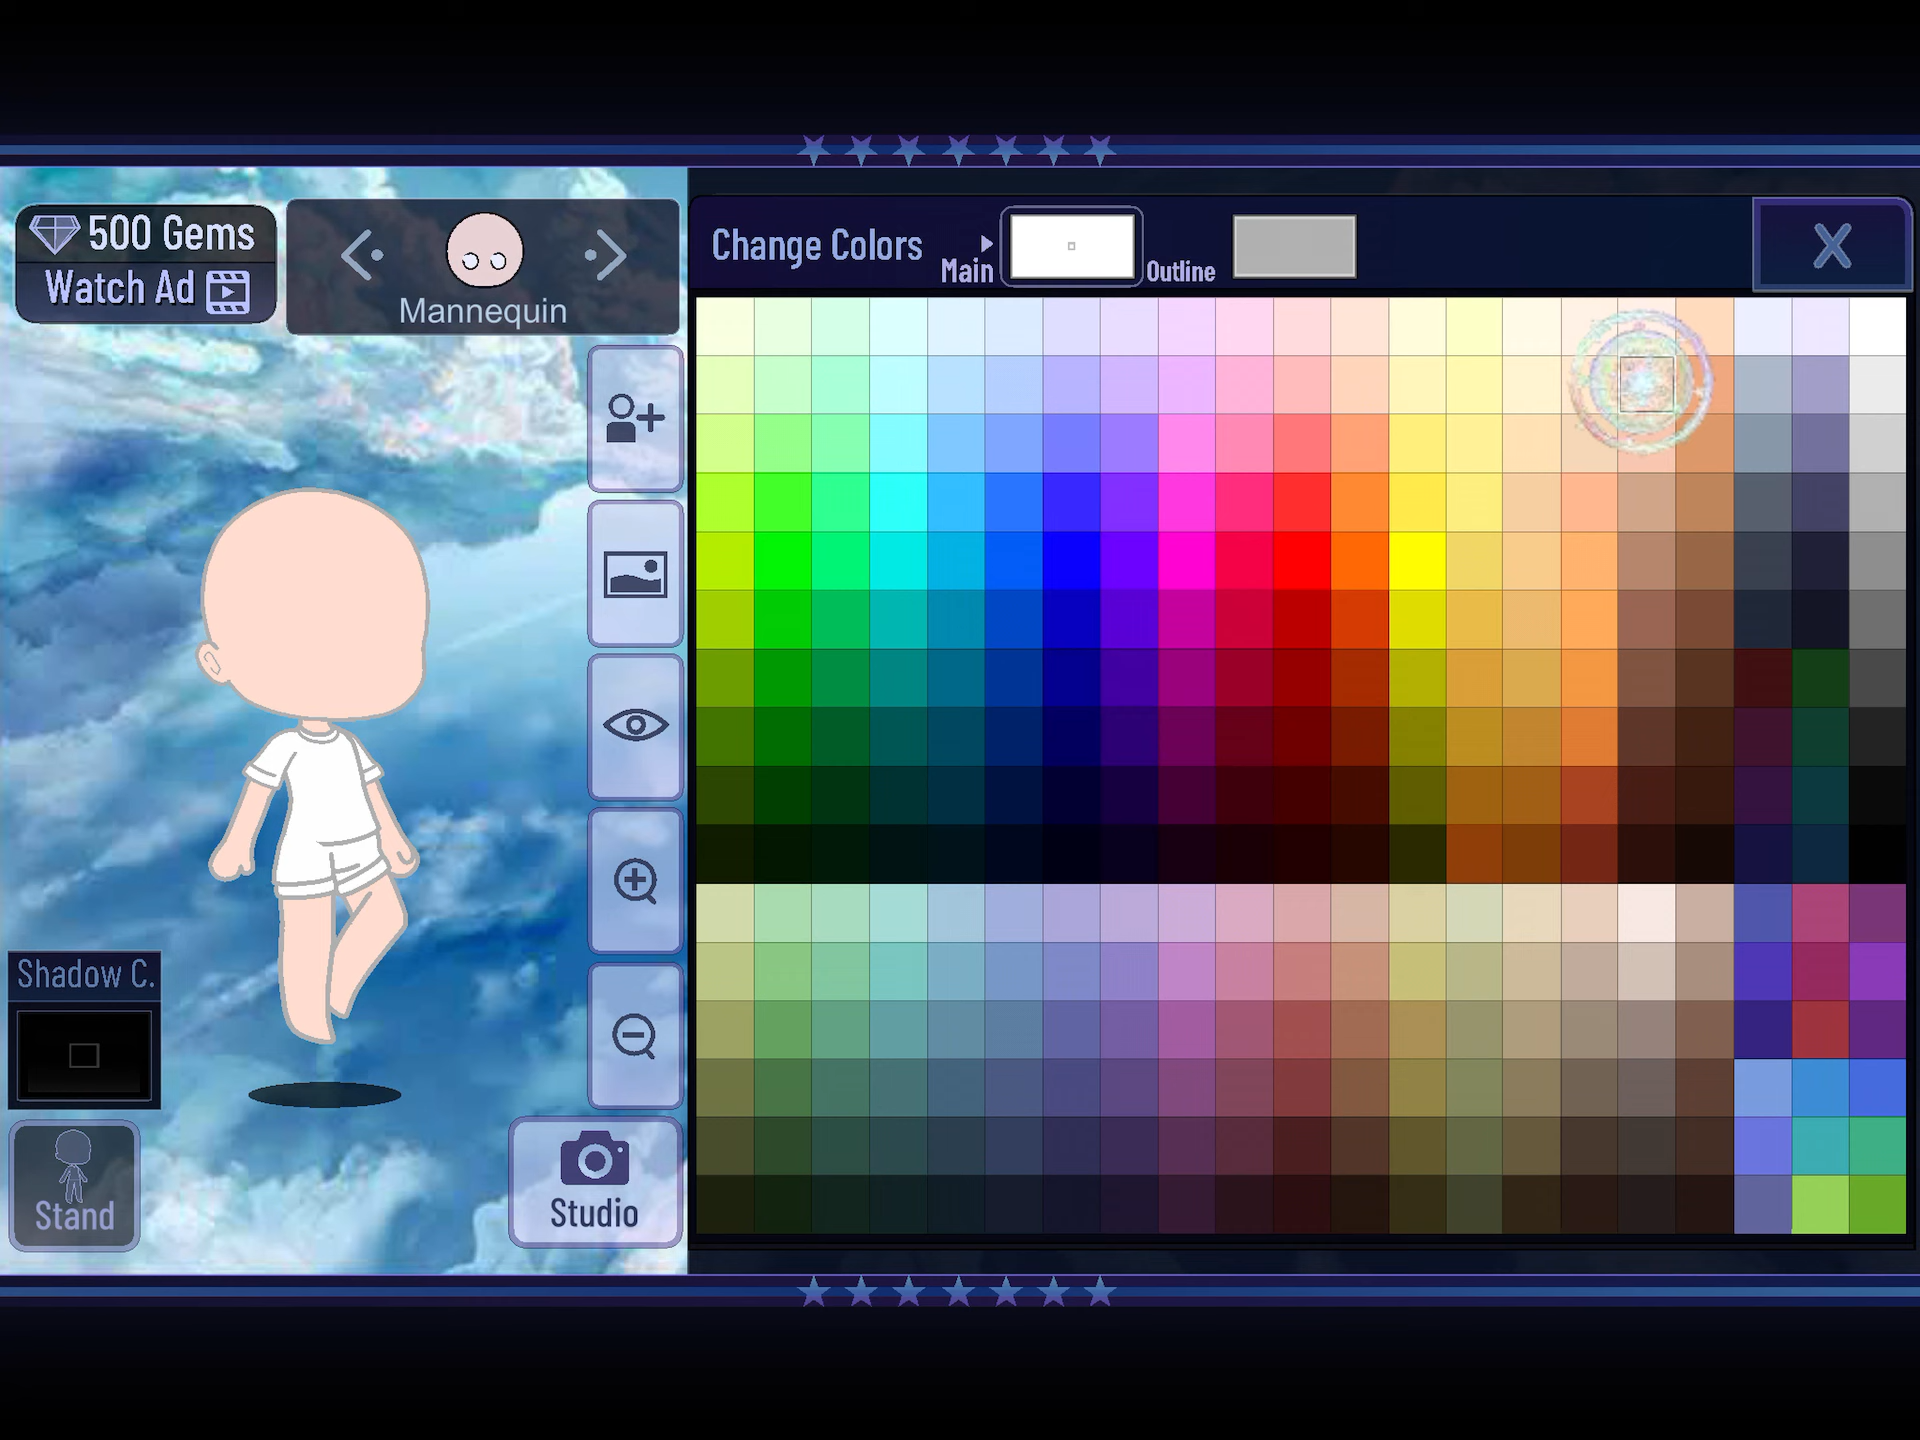 500 Gems
Watch Ad
Mannequin
Change Colors
Main
Outline
X
Shadow C.
Stand
Studio